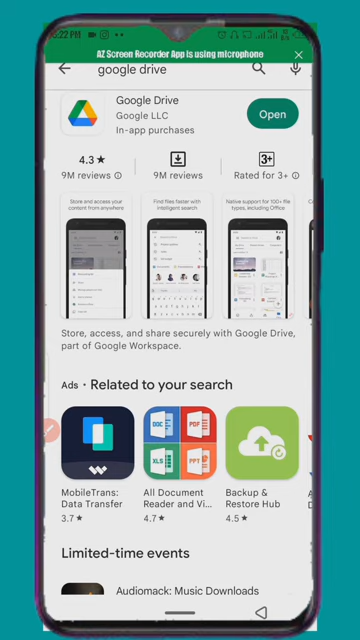 :22 PM
AZ Screen Recorder App is using microphone
google drive
Google Drive
Google LLC
In-app purchases
Open
4.3★
9M reviews
9M reviews
3+
Rated for 3+
Store and access your content from anywhere
Find files faster with intelligent search
Native support for 100+ file types, including Office
Store, access, and share securely with Google Drive, part of Google Workspace.
Ads • Related to your search
DOC
PDF
XLS
PPT
MobileTrans: Data Transfer
3.7★
All Document Reader and Vi...
4.7★
Backup & Restore Hub
4.5★
Limited-time events
Audiomack: Music Downloads